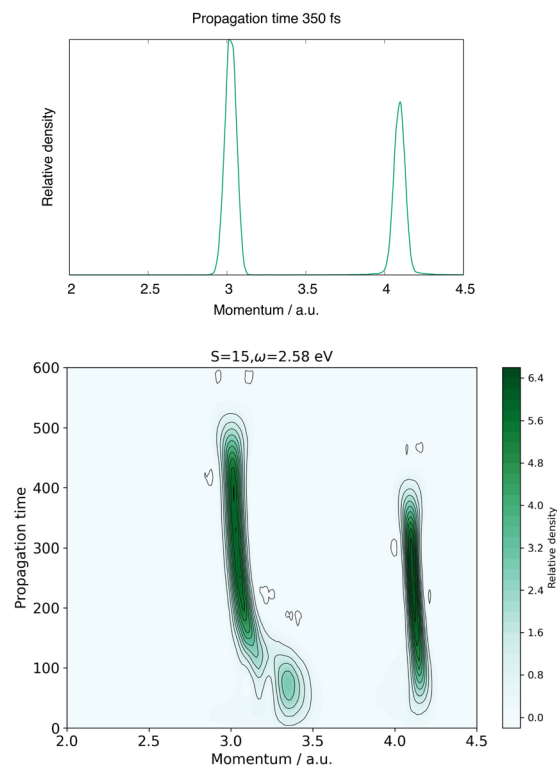 Propagation time 350 fs
Relative density
2 2.5 3 3.5 4 4.5
Momentum / a.u.
S=15,ω=2.58 eV
600
500
400
300
200
100
0
Propagation time
2.0 2.5 3.0 3.5 4.0 4.5
Momentum / a.u.
6.4
5.6
4.8
4.0
3.2
2.4
1.6
0.8
0.0
Relative density